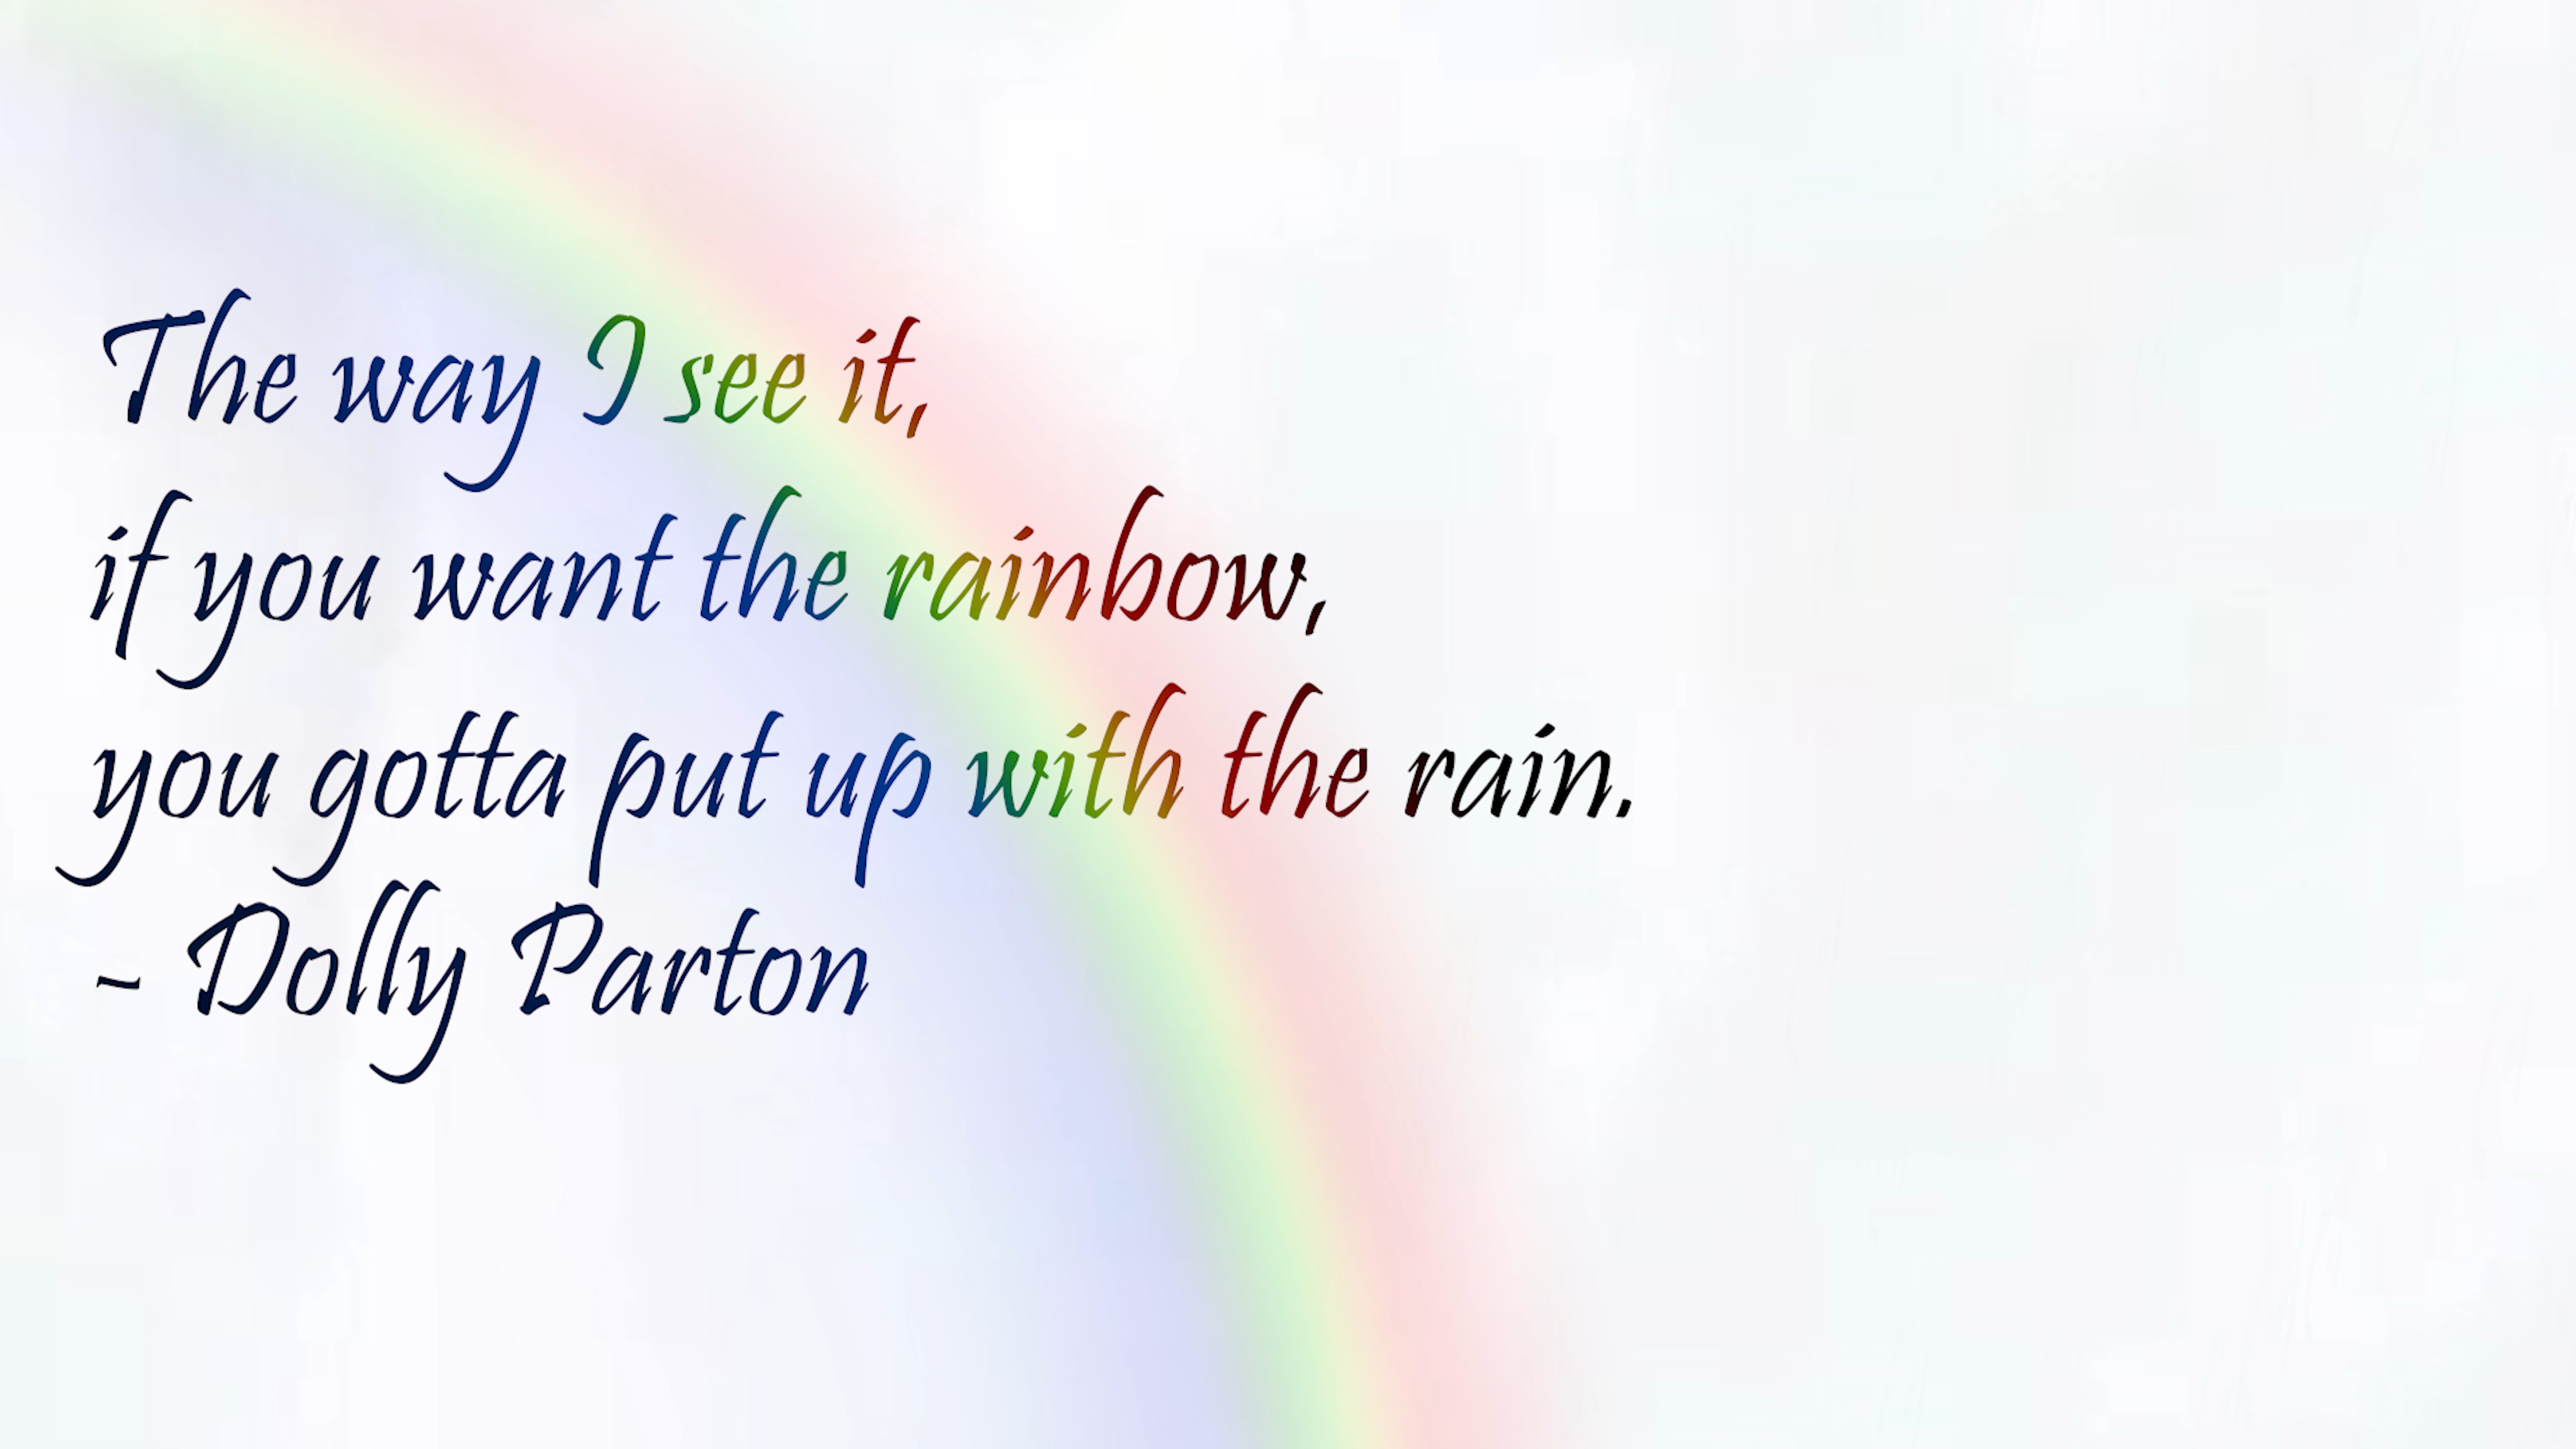 The way I see it,
if you want the rainbow,
you gotta put up with the rain.
- Dolly Parton